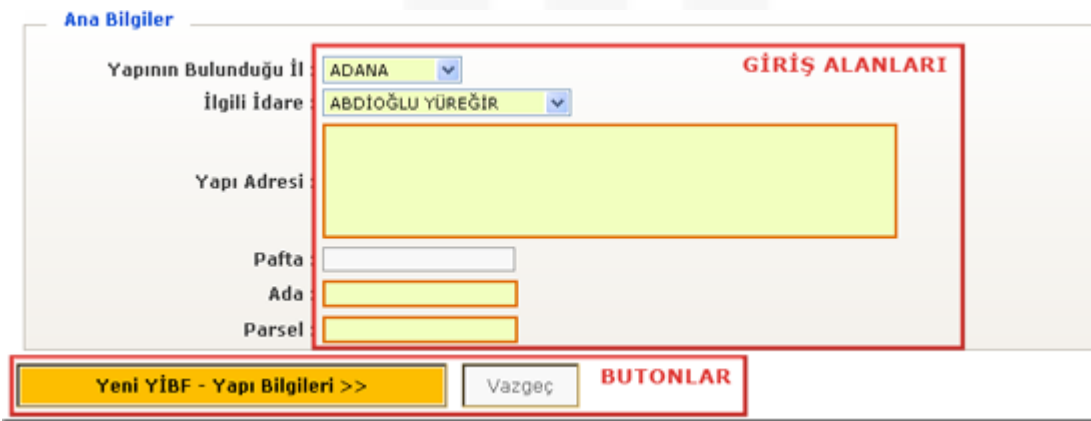 Ana Bilgiler
GİRİŞ ALANLARI
Yapının Bulunduğu İl : ADANA
İlgili İdare : ABDİOĞLU YÜREĞİR
Yapı Adresi :
Pafta :
Ada :
Parsel :
Yeni YİBF - Yapı Bilgileri >> Vazgeç BUTONLAR